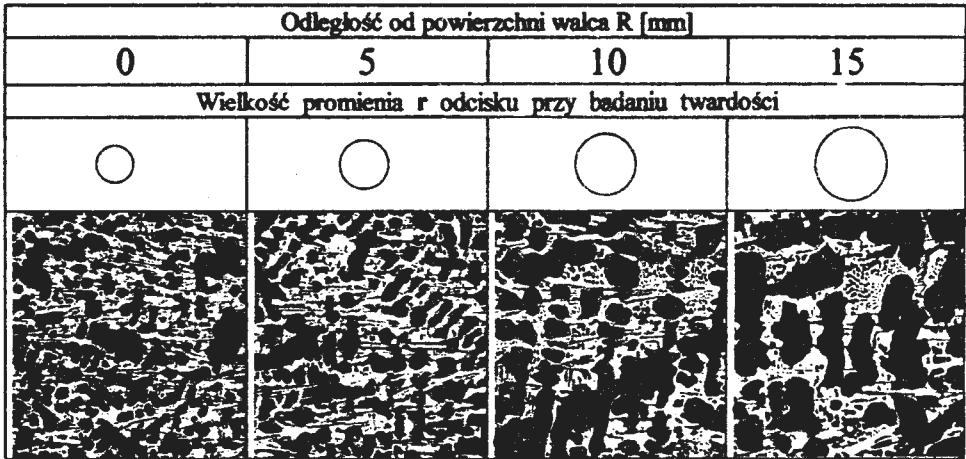 Odległość od powierzchni walca R [mm]
0 5 10 15
Wielkość promienia r odcisku przy badaniu twardości